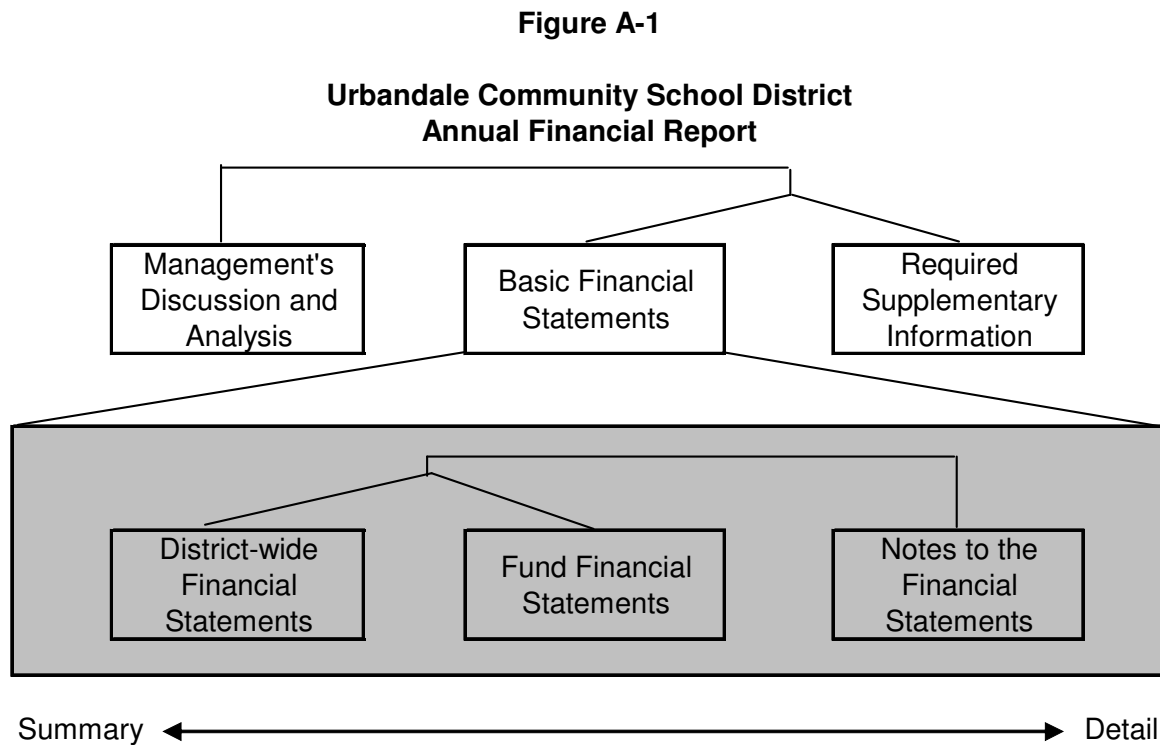 Figure A-1
Urbandale Community School District
Annual Financial Report
Management's
Discussion and
Analysis
Basic Financial
Statements
Required
Supplementary
Information
District-wide
Financial
Statements
Fund Financial
Statements
Notes to the
Financial
Statements
Summary
Detail